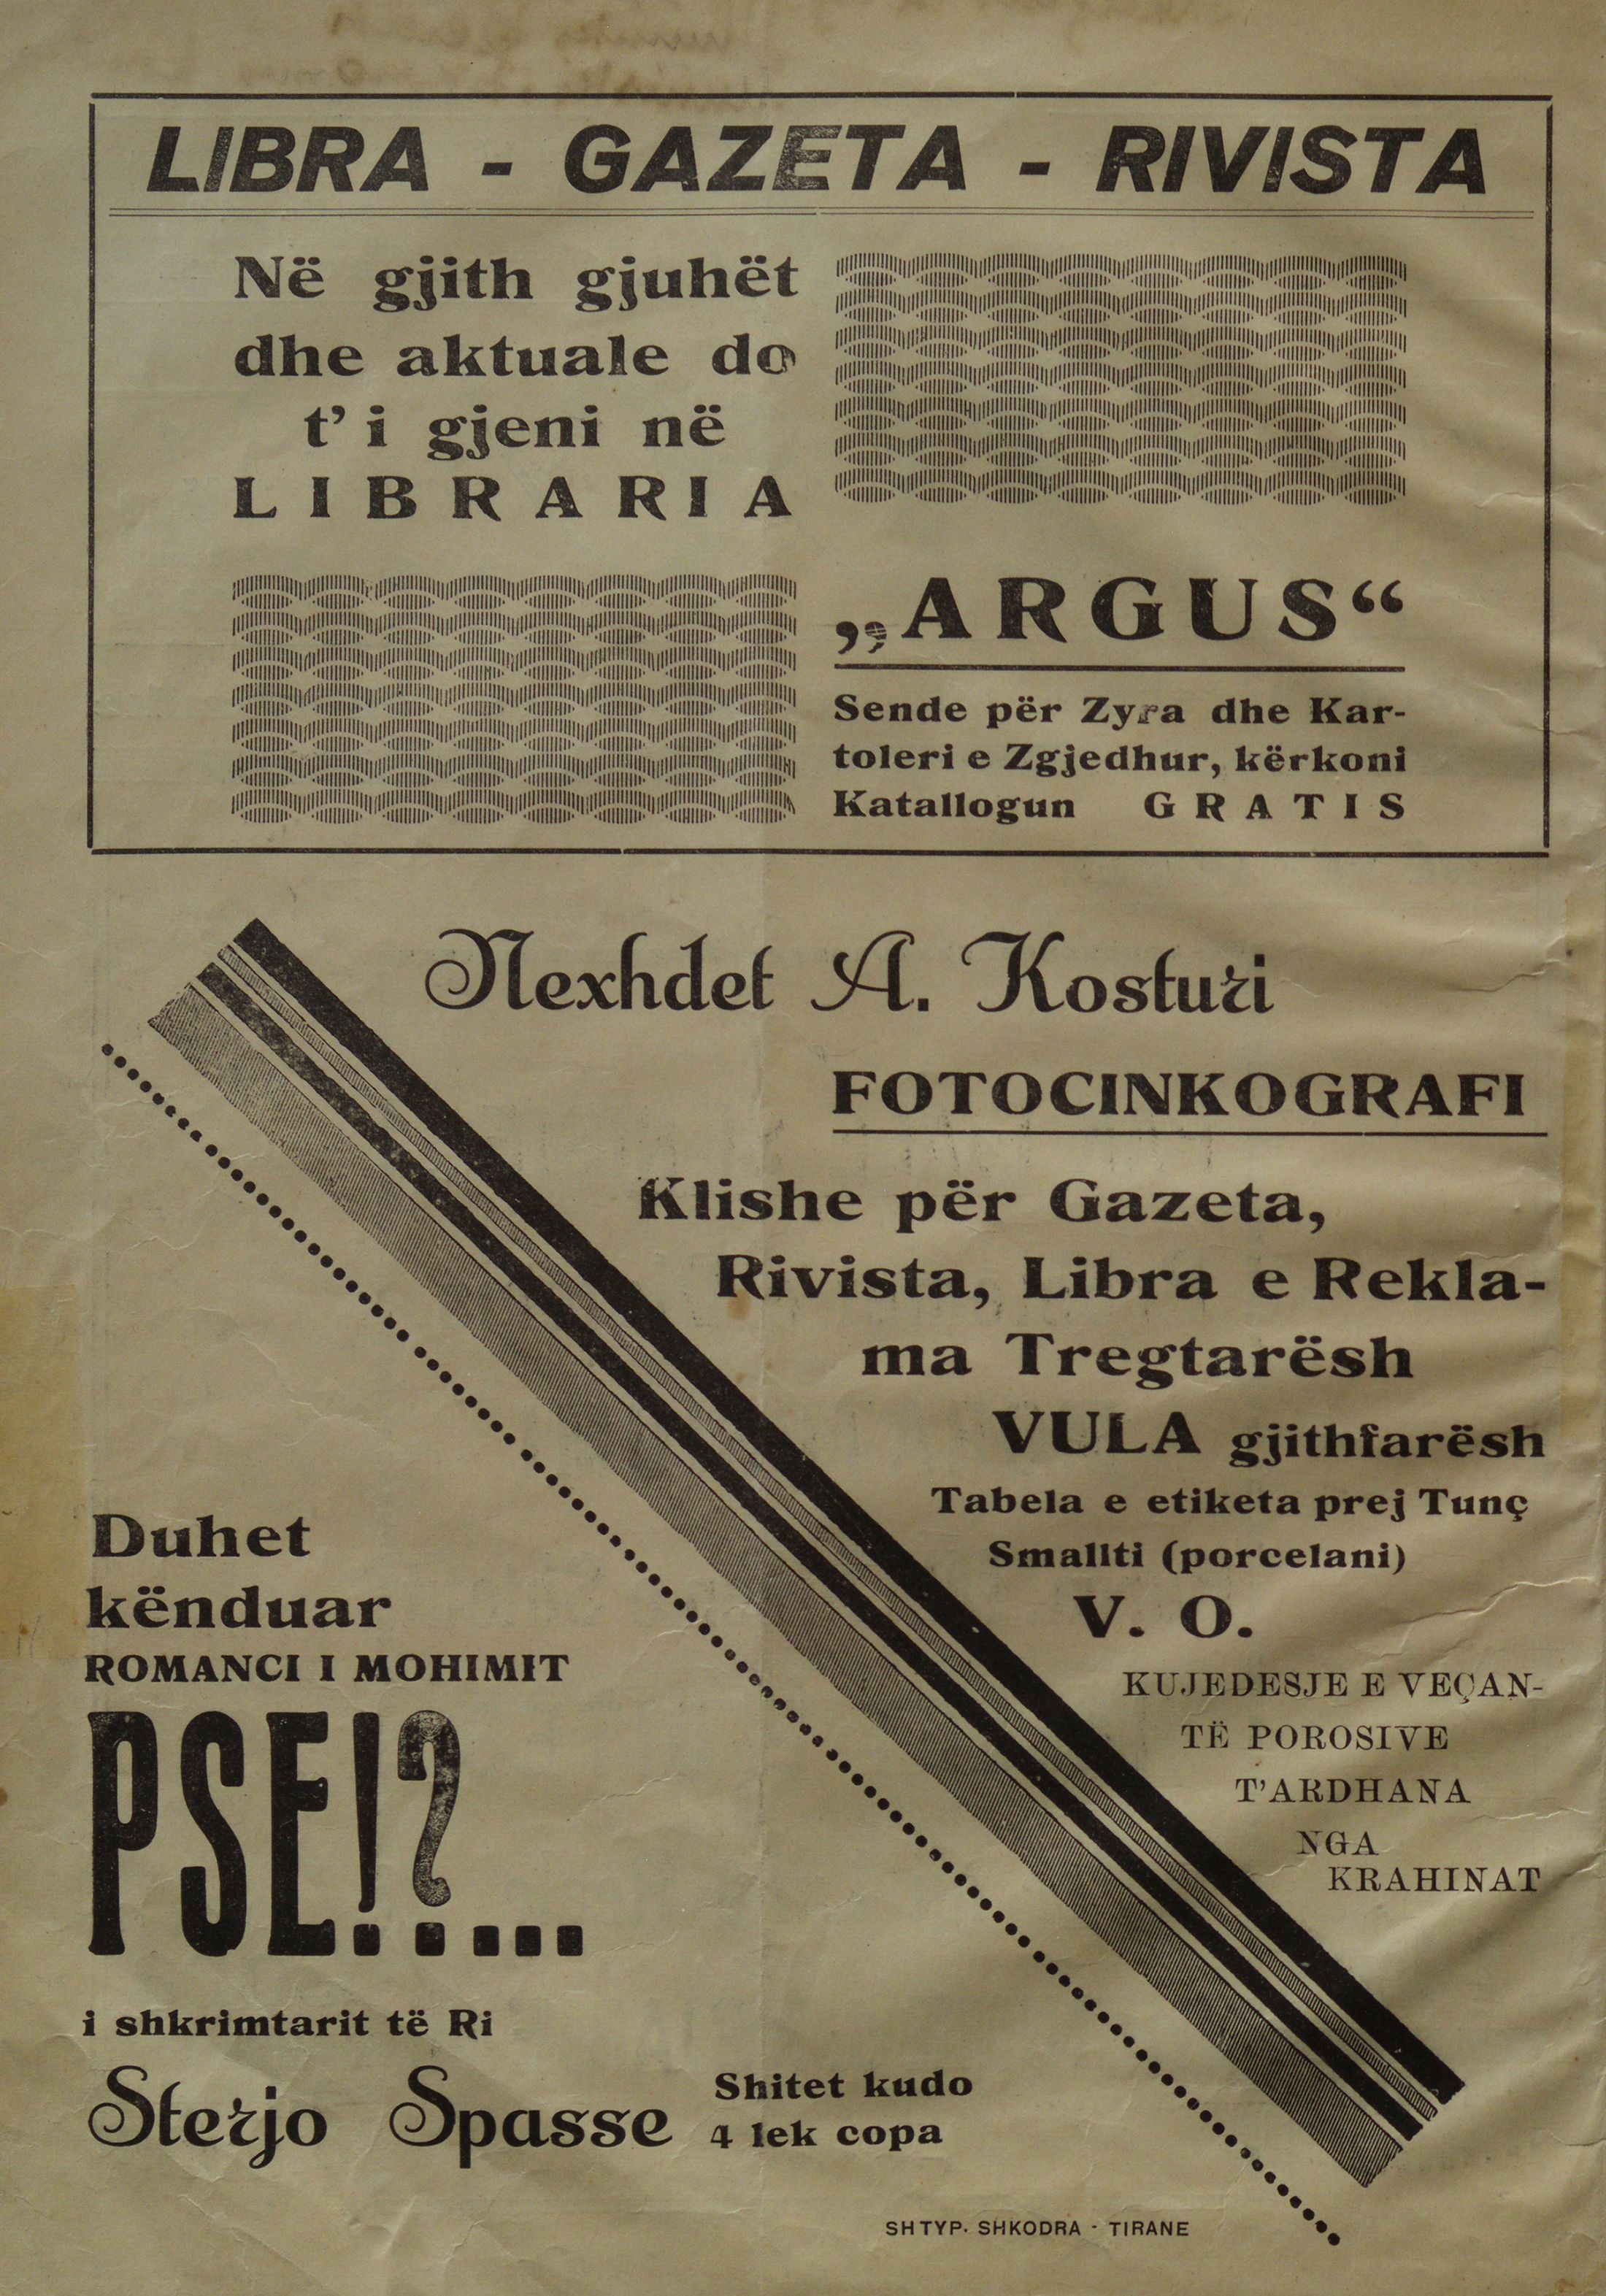 LIBRA - GAZETA - RIVISTA
Në gjith gjuhët
dhe aktuale do
t' i gjeni në
LIBRARIA
„ARGUS“
Sende për Zyra dhe Kar-
toleri e Zgjedhur, kërkoni
Katallogun GRATIS
Nexhdet A. Kosturi
FOTOCINKOGRAFI
Klishe për Gazeta,
Rivista, Libra e Rekla-
ma Tregtarësh
VULA gjithfarësh
Tabela e etiketa prej Tunç
Smallti (porcelani)
V. O.
KUJEDESJE E VEÇAN-
TË POROSIVE
T'ARDHANA
NGA
KRAHINAT
Duhet
kënduar
ROMANCI I MOHIMIT
PSE!?...
i shkrimtarit të Ri
Sterjo Spasse
Shitet kudo
4 lek copa
SHTYP. SHKODRA - TIRANE